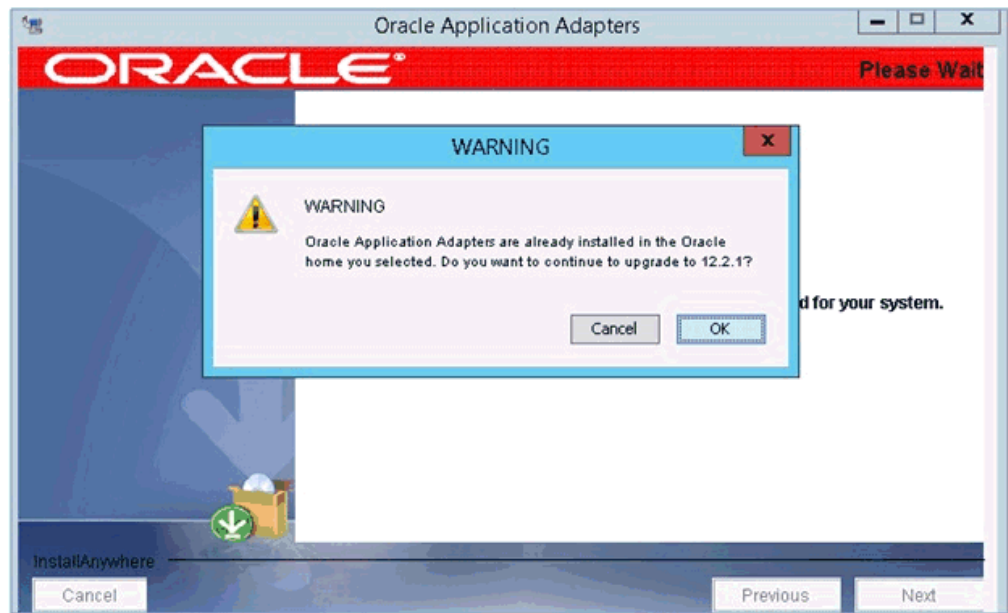 Oracle Application Adapters
ORACLE®
Please Wait
WARNING
WARNING
Oracle Application Adapters are already installed in the Oracle
home you selected. Do you want to continue to upgrade to 12.2.1?
Cancel
OK
d for your system.
InstallAnywhere
Cancel
Previous
Next